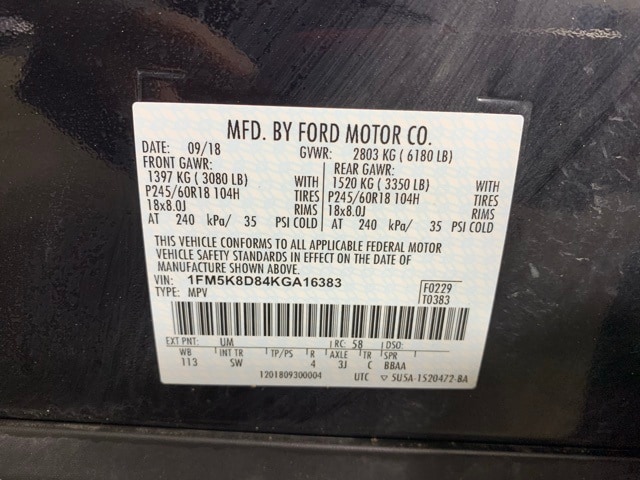 MFD. BY FORD MOTOR CO.
DATE: 09/18 GVWR: 2803 KG ( 6180 LB)
FRONT GAWR: REAR GAWR:
1397 KG ( 3080 LB) WITH 1520 KG ( 3350 LB) WITH
P245/60R18 104H TIRES P245/60R18 104H TIRES
18x8.0J RIMS 18x8.0J RIMS
AT 240 kPa/ 35 PSI COLD AT 240 kPa/ 35 PSI COLD
THIS VEHICLE CONFORMS TO ALL APPLICABLE FEDERAL MOTOR
VEHICLE SAFETY STANDARDS IN EFFECT ON THE DATE OF
MANUFACTURE SHOWN ABOVE.
VIN: 1FM5K8D84KGA16383 F0229
TYPE: MPV T0383
EXT PNT: UM RC: 58 DSO:
WB INT TR TP/PS R AXLE TR SPR
113 SW 4 3J C BBAA
1201809300004 UTC ▽ 5U5A-1520472-BA